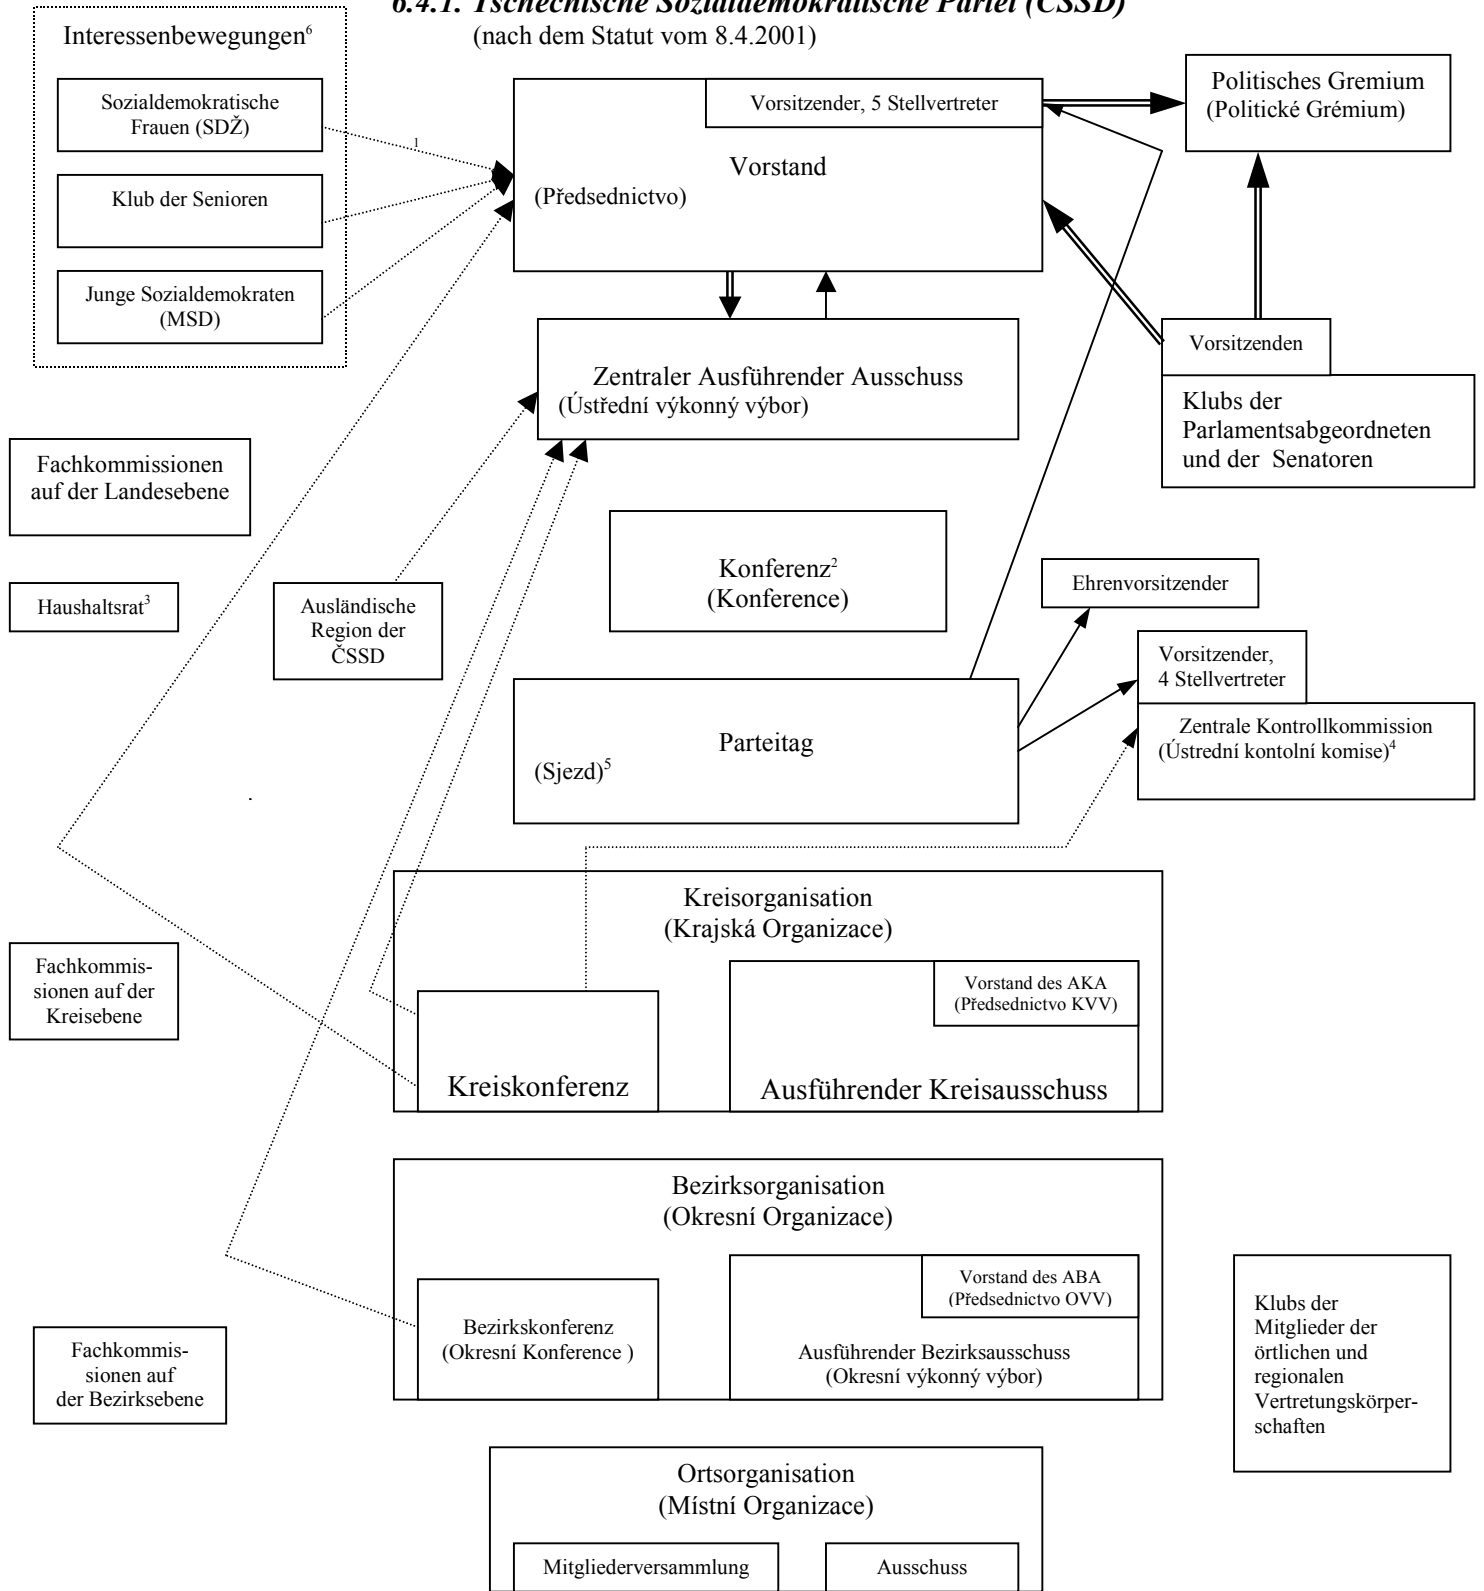 6.4.1. Tschechische Sozialdemokratische Partei (ČSSD)
(nach dem Statut vom 8.4.2001)
Interessenbewegungen⁶
Sozialdemokratische
Frauen (SDŽ)
Klub der Senioren
Junge Sozialdemokraten
(MSD)
1
Vorsitzender, 5 Stellvertreter
Vorstand
(Předsednictvo)
Politisches Gremium
(Politické Grémium)
Zentraler Ausführender Ausschuss
(Ústřední výkonný výbor)
Vorsitzenden
Klubs der
Parlamentsabgeordneten
und der Senatoren
Fachkommissionen
auf der Landesebene
Haushaltsrat³
Ausländische
Region der
ČSSD
Konferenz²
(Konference)
Ehrenvorsitzender
Vorsitzender,
4 Stellvertreter
Zentrale Kontrollkommission
(Ústrední kontolní komise)⁴
Parteitag
(Sjezd)⁵
.
Kreisorganisation
(Krajská Organizace)
Vorstand des AKA
(Předsednictvo KVV)
Kreiskonferenz
Ausführender Kreisausschuss
Fachkommis-
sionen auf der
Kreisebene
Bezirksorganisation
(Okresní Organizace)
Vorstand des ABA
(Předsednictvo OVV)
Bezirkskonferenz
(Okresní Conference )
Ausführender Bezirksausschuss
(Okresní výkonný výbor)
Fachkommis-
sionen auf
der Bezirksebene
Klubs der
Mitglieder der
örtlichen und
regionalen
Vertretungskörper-
schaften
Ortsorganisation
(Místní Organizace)
Mitgliederversammlung
Ausschuss